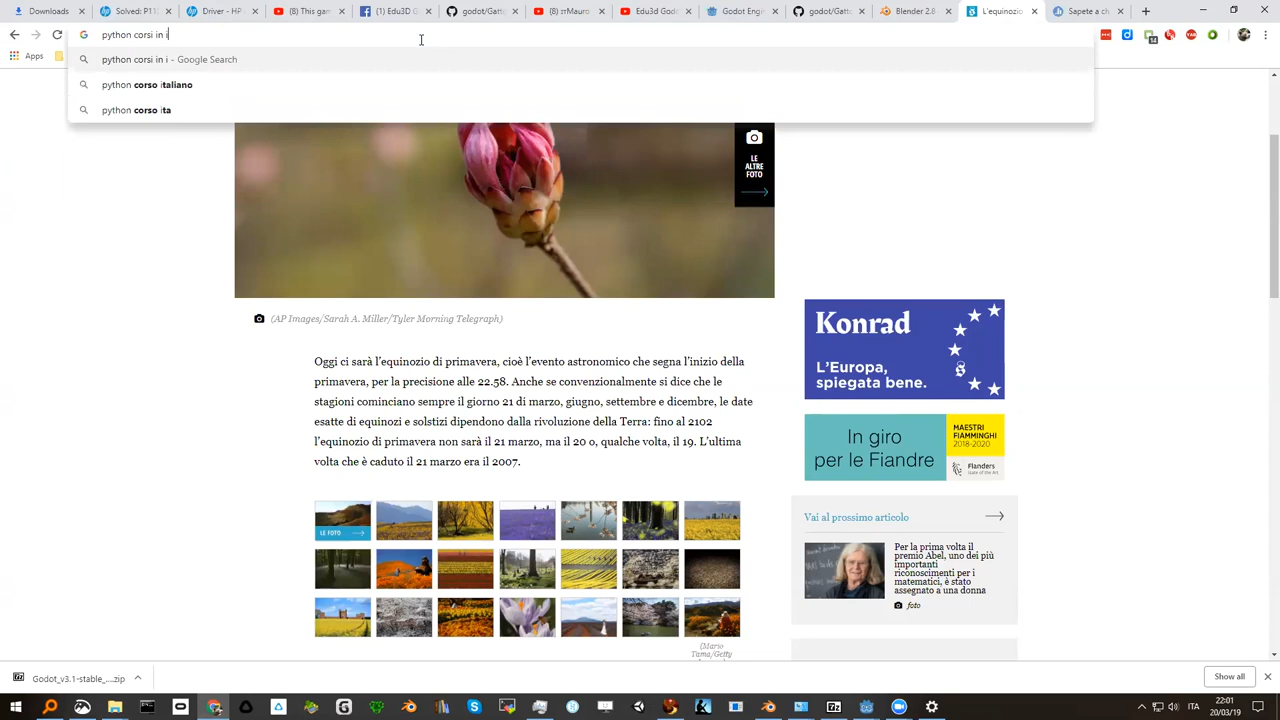 Downloads
Solved: P11(
Driver - HP
(8) This gam
(1) Edu3D G
godot/Gatto
(8) ‡‡Mauro
Edu3d Godo
Godot Engin
godot/Gatto
Blender 2.8
L'equinozio
Sapete a ch
python corsi in i
Apps
python corsi in i - Google Search
python corso italiano
python corso ita
LE
ALTRE
FOTO
(AP Images/Sarah A. Miller/Tyler Morning Telegraph)
Oggi ci sarà l'equinozio di primavera, cioè l'evento astronomico che segna l'inizio della
primavera, per la precisione alle 22.58. Anche se convenzionalmente si dice che le
stagioni cominciano sempre il giorno 21 di marzo, giugno, settembre e dicembre, le date
esatte di equinozi e solstizi dipendono dalla rivoluzione della Terra: fino al 2102
l'equinozio di primavera non sarà il 21 marzo, ma il 20 o, qualche volta, il 19. L'ultima
volta che è caduto il 21 marzo era il 2007.
LE FOTO
(Mario
Tama/Getty
Konrad
L'Europa,
spiegata bene.
In giro
per le Fiandre
MAESTRI
FIAMMINGHI
2018-2020
Flanders
State of the Art
Vai al prossimo articolo
Per la prima volta il
premio Abel, uno dei più
importanti
riconoscimenti per i
matematici, è stato
assegnato a una donna
foto
Godot_v3.1-stable_....zip
Show all
ITA
22:01
20/03/19